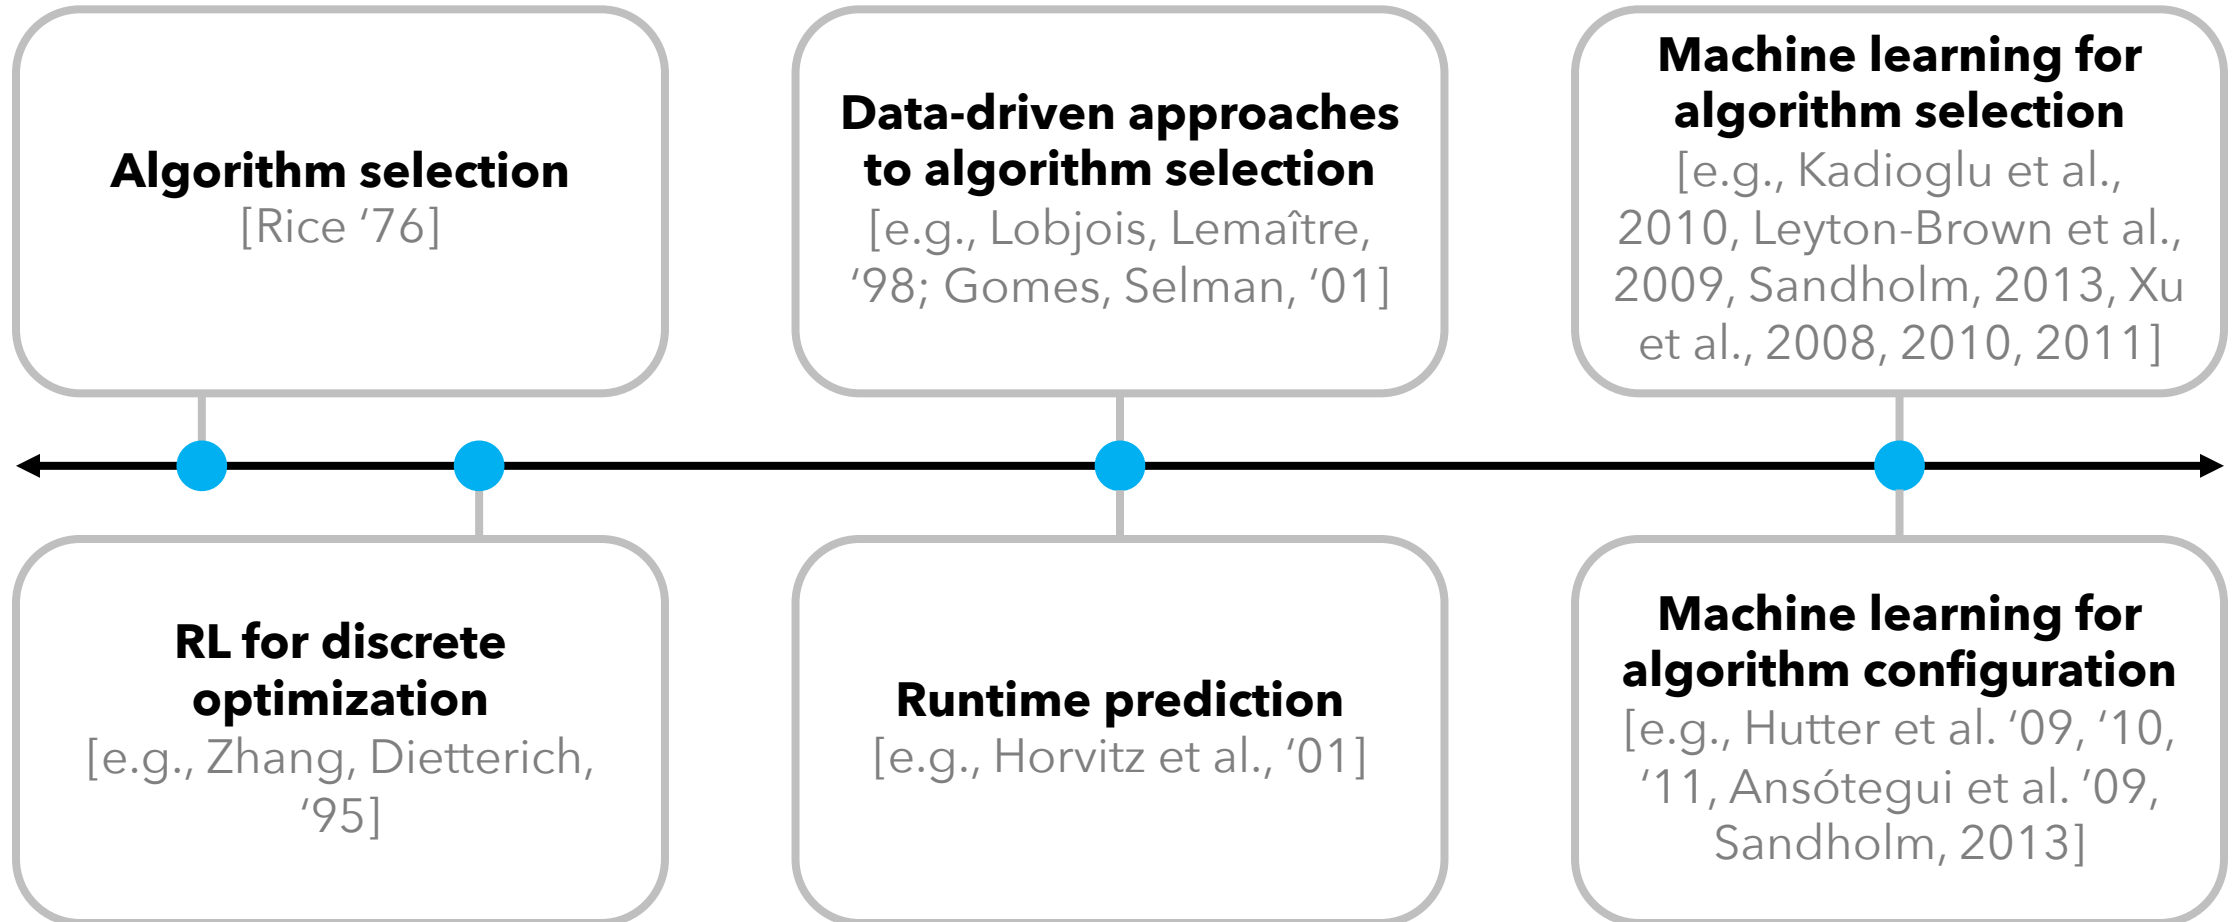 Algorithm selection
[Rice ‘76]
Data-driven approaches
to algorithm selection
[e.g., Lobjois, Lemaître,
‘98; Gomes, Selman, ‘01]
Machine learning for
algorithm selection
[e.g., Kadioglu et al.,
2010, Leyton-Brown et al.,
2009, Sandholm, 2013, Xu
et al., 2008, 2010, 2011]
RL for discrete
optimization
[e.g., Zhang, Dietterich,
‘95]
Runtime prediction
[e.g., Horvitz et al., ‘01]
Machine learning for
algorithm configuration
[e.g., Hutter et al. ‘09, ‘10,
‘11, Ansótegui et al. ‘09,
Sandholm, 2013]